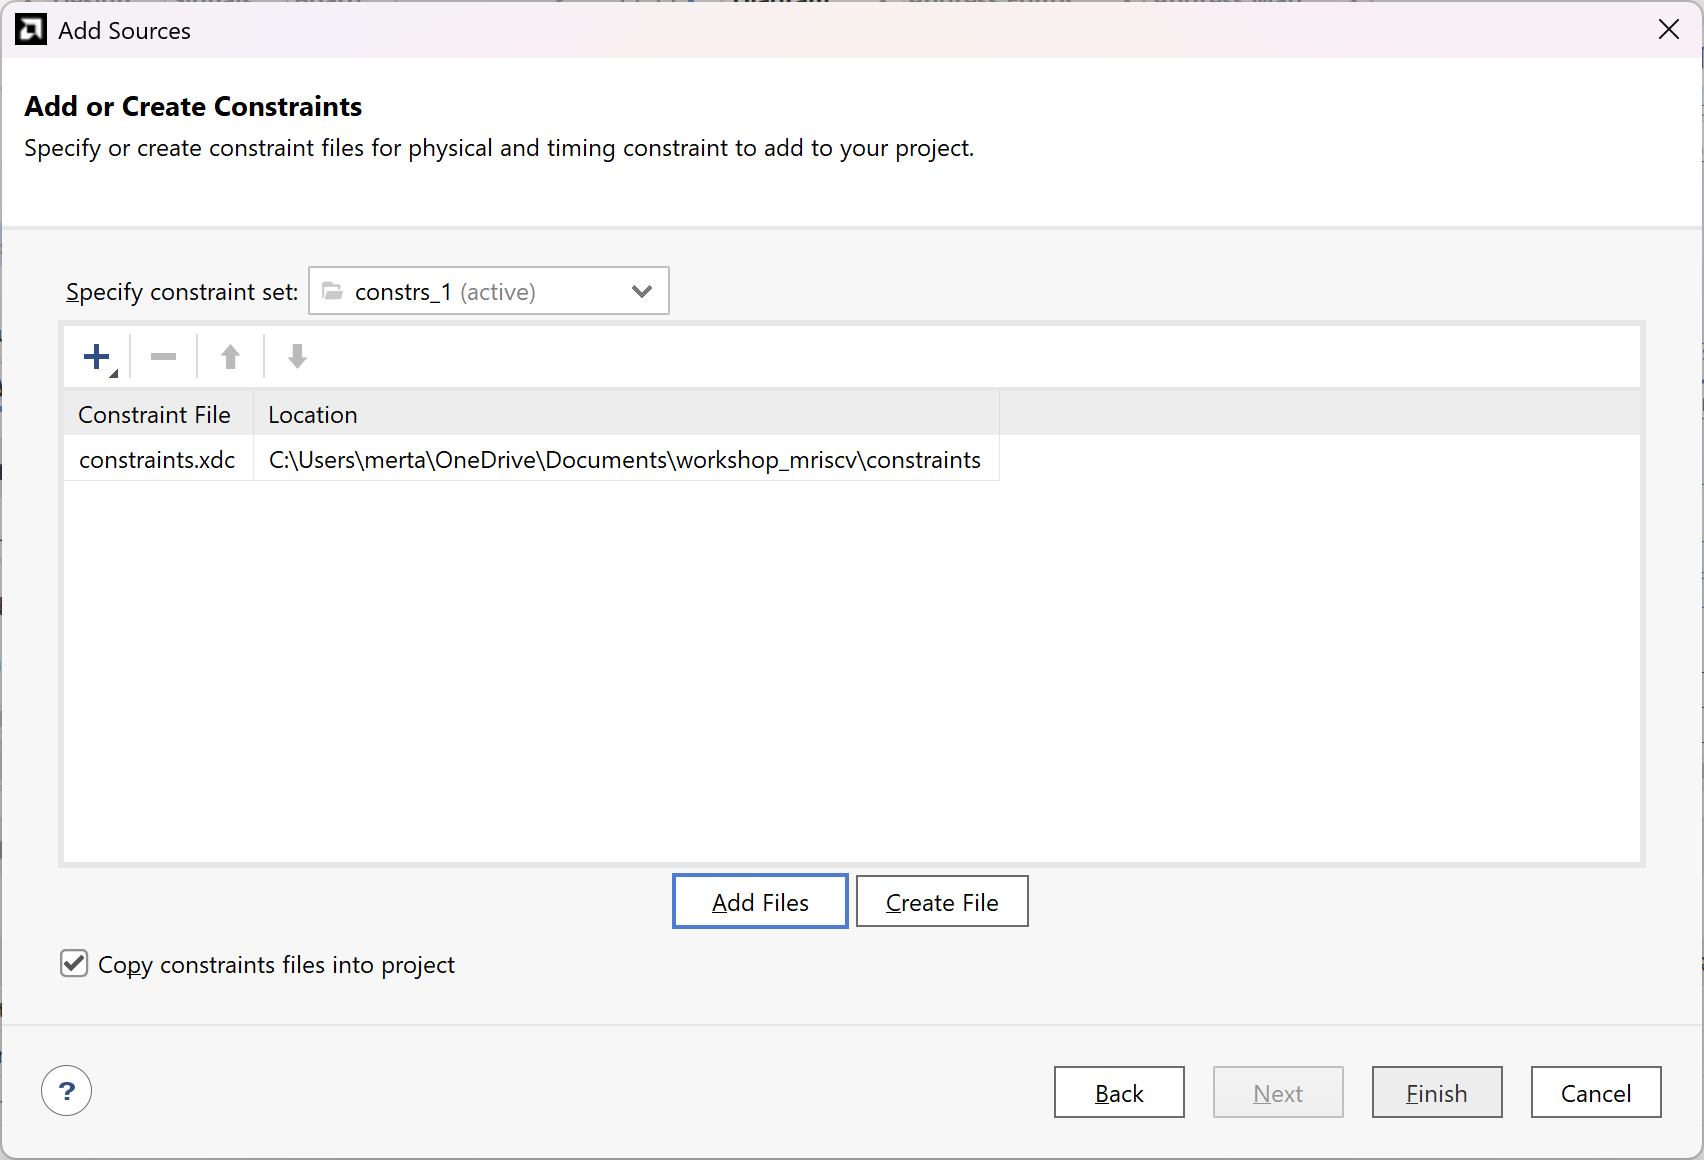 Add Sources
Add or Create Constraints
Specify or create constraint files for physical and timing constraint to add to your project.
Specify constraint set: constrs_1 (active)
Constraint File Location
constraints.xdc C:\Users\merta\OneDrive\Documents\workshop_mriscv\constraints
Add Files Create File
Copy constraints files into project
? Back Next Finish Cancel